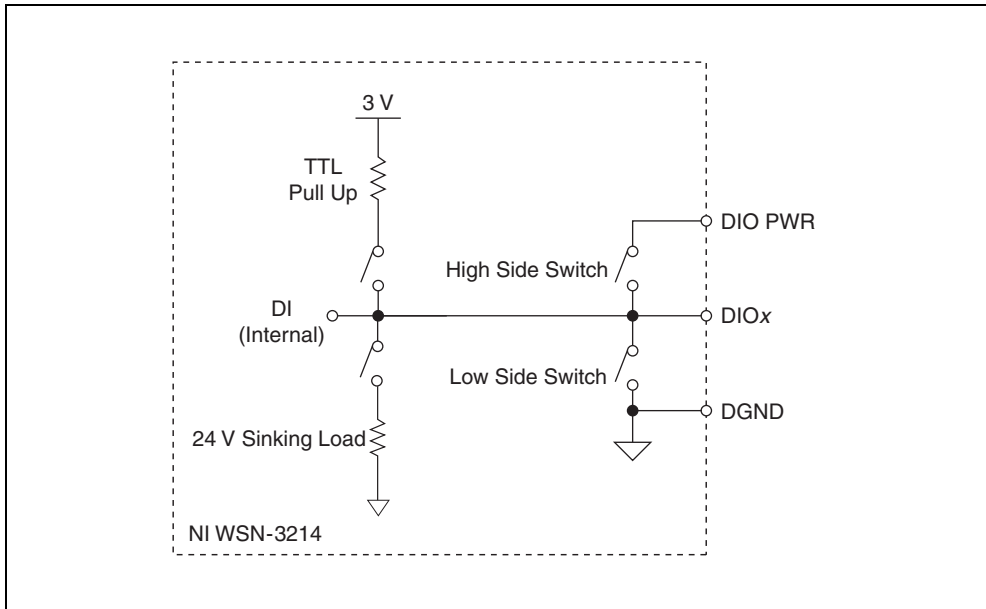 3 V
TTL
Pull Up
DIO PWR
High Side Switch
DI
(Internal)
DIOx
Low Side Switch
DGND
24 V Sinking Load
NI WSN-3214